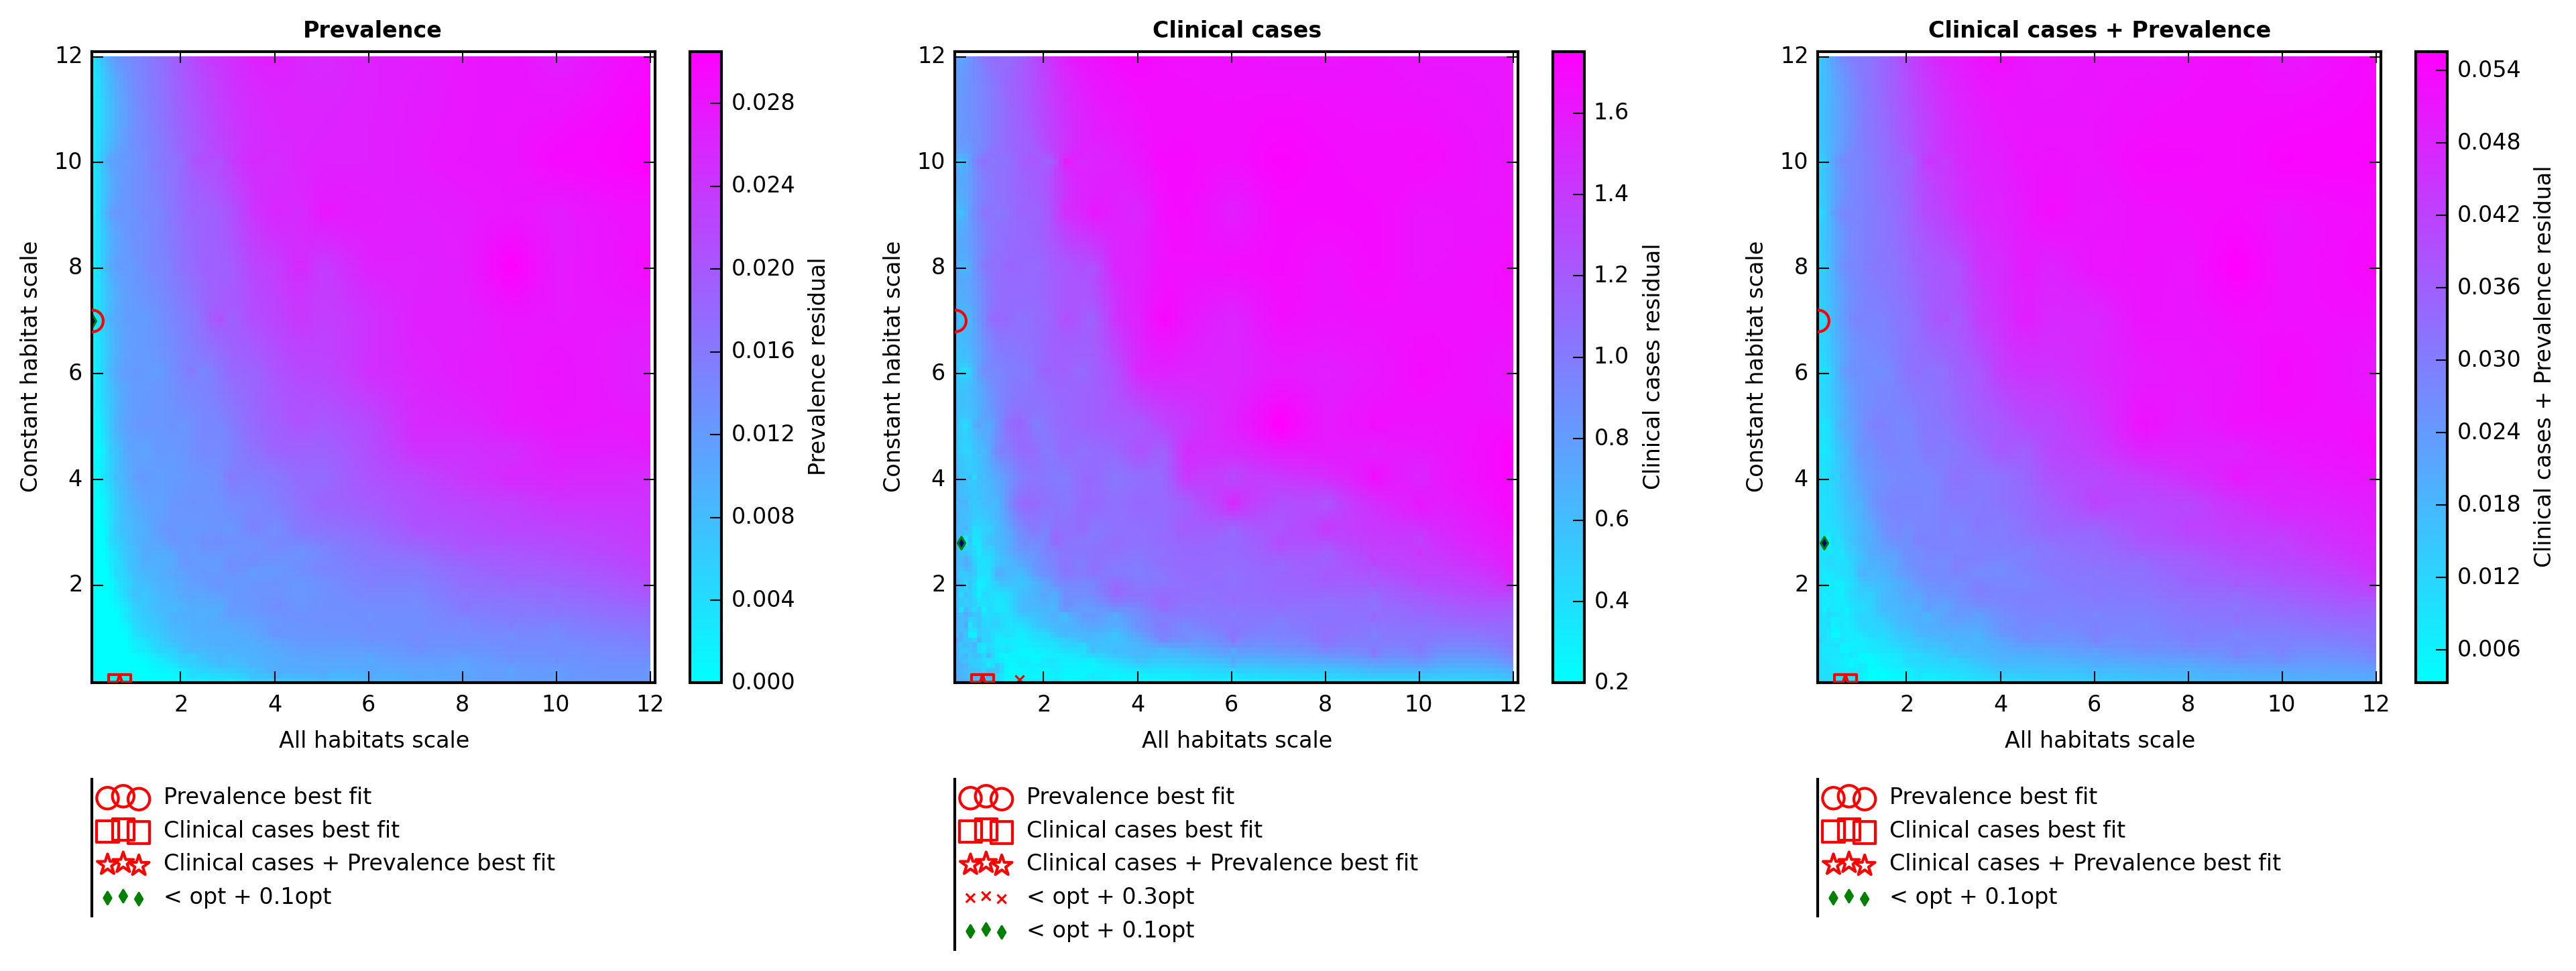 Prevalence
12
10
8
6
4
2
2 4 6 8 10 12
Constant habitat scale
All habitats scale
0.028
0.024
0.020
0.016
0.012
0.008
0.004
0.000
Prevalence residual
Prevalence best fit
Clinical cases best fit
Clinical cases + Prevalence best fit
< opt + 0.1opt
Clinical cases
12
10
8
6
4
2
2 4 6 8 10 12
Constant habitat scale
All habitats scale
1.6
1.4
1.2
1.0
0.8
0.6
0.4
0.2
Clinical cases residual
Prevalence best fit
Clinical cases best fit
Clinical cases + Prevalence best fit
< opt + 0.3opt
< opt + 0.1opt
Clinical cases + Prevalence
12
10
8
6
4
2
2 4 6 8 10 12
Constant habitat scale
All habitats scale
0.054
0.048
0.042
0.036
0.030
0.024
0.018
0.012
0.006
Clinical cases + Prevalence residual
Prevalence best fit
Clinical cases best fit
Clinical cases + Prevalence best fit
< opt + 0.1opt